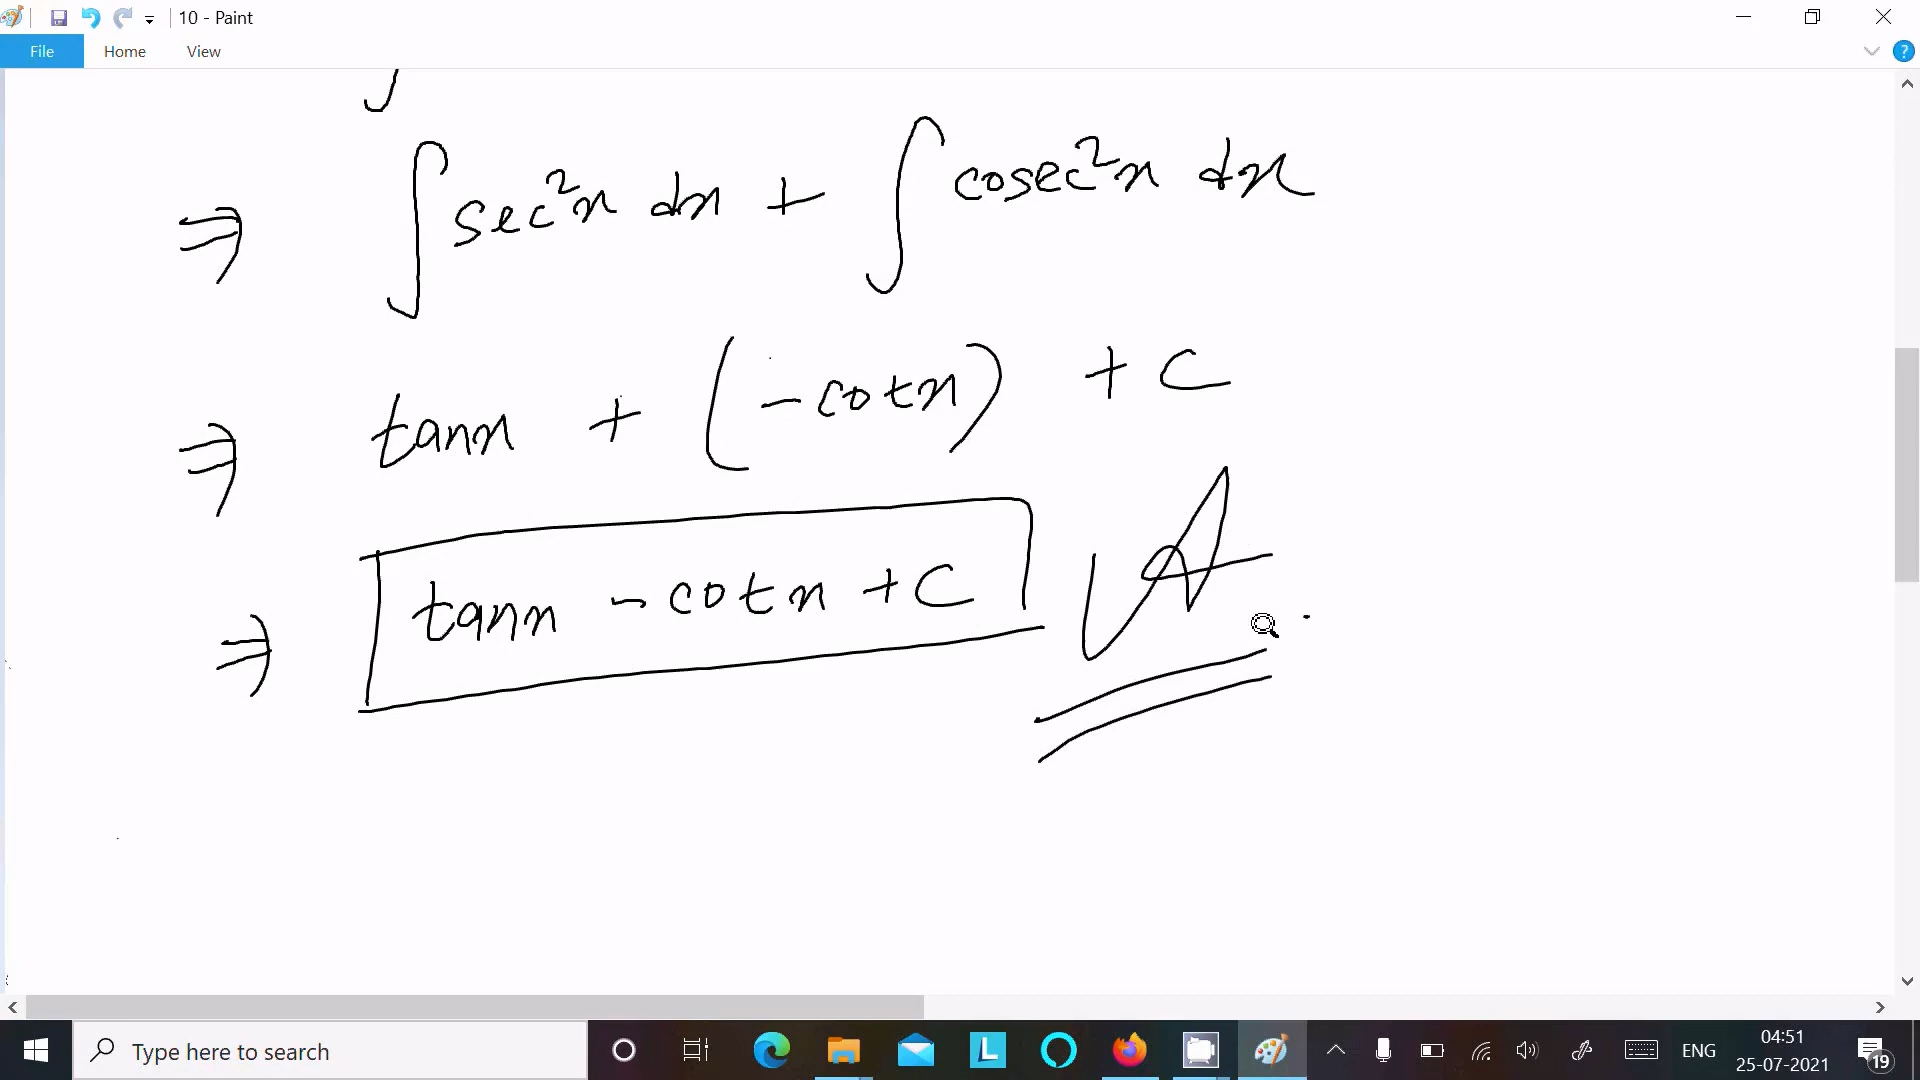 10 - Paint
File Home View
∫
⇒ ∫ sec²x dx + ∫ cosec²x dx
⇒ tanx + (-cotx) + C
⇒ tanx - cotx + C
Type here to search
ENG
04:51
25-07-2021
19